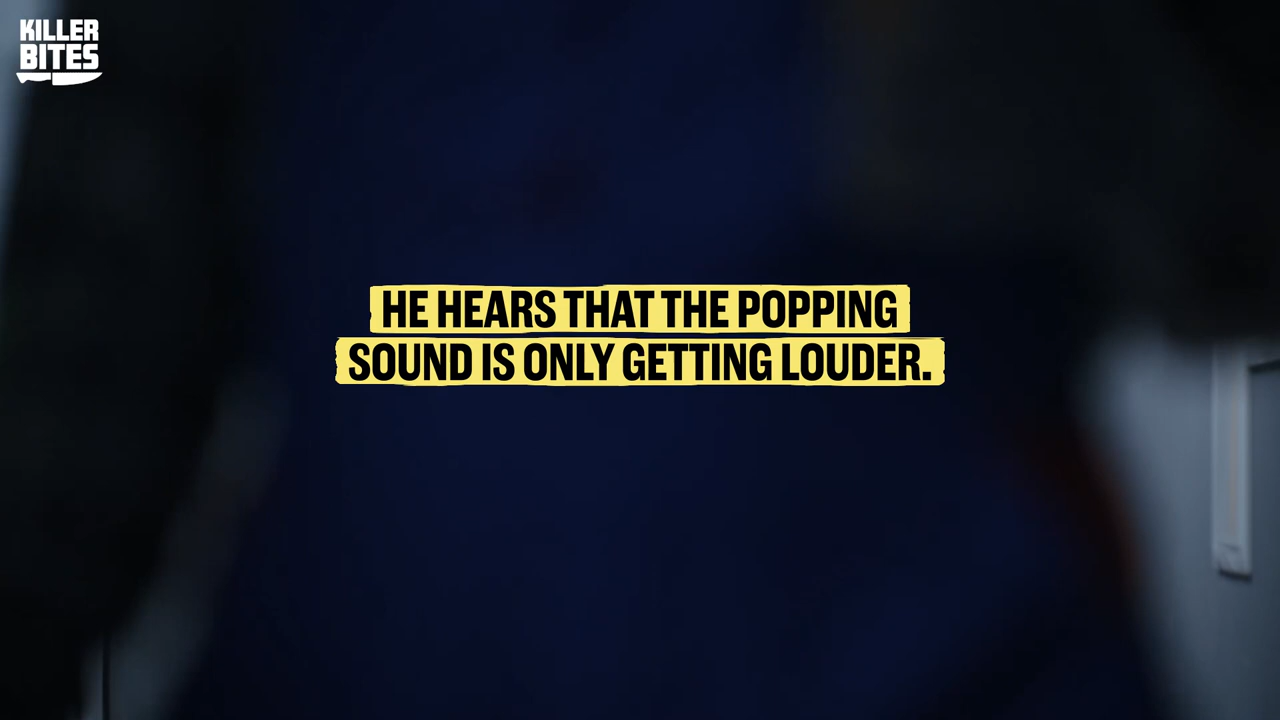 KILLER
BITES
HE HEARS THAT THE POPPING
SOUND IS ONLY GETTING LOUDER.